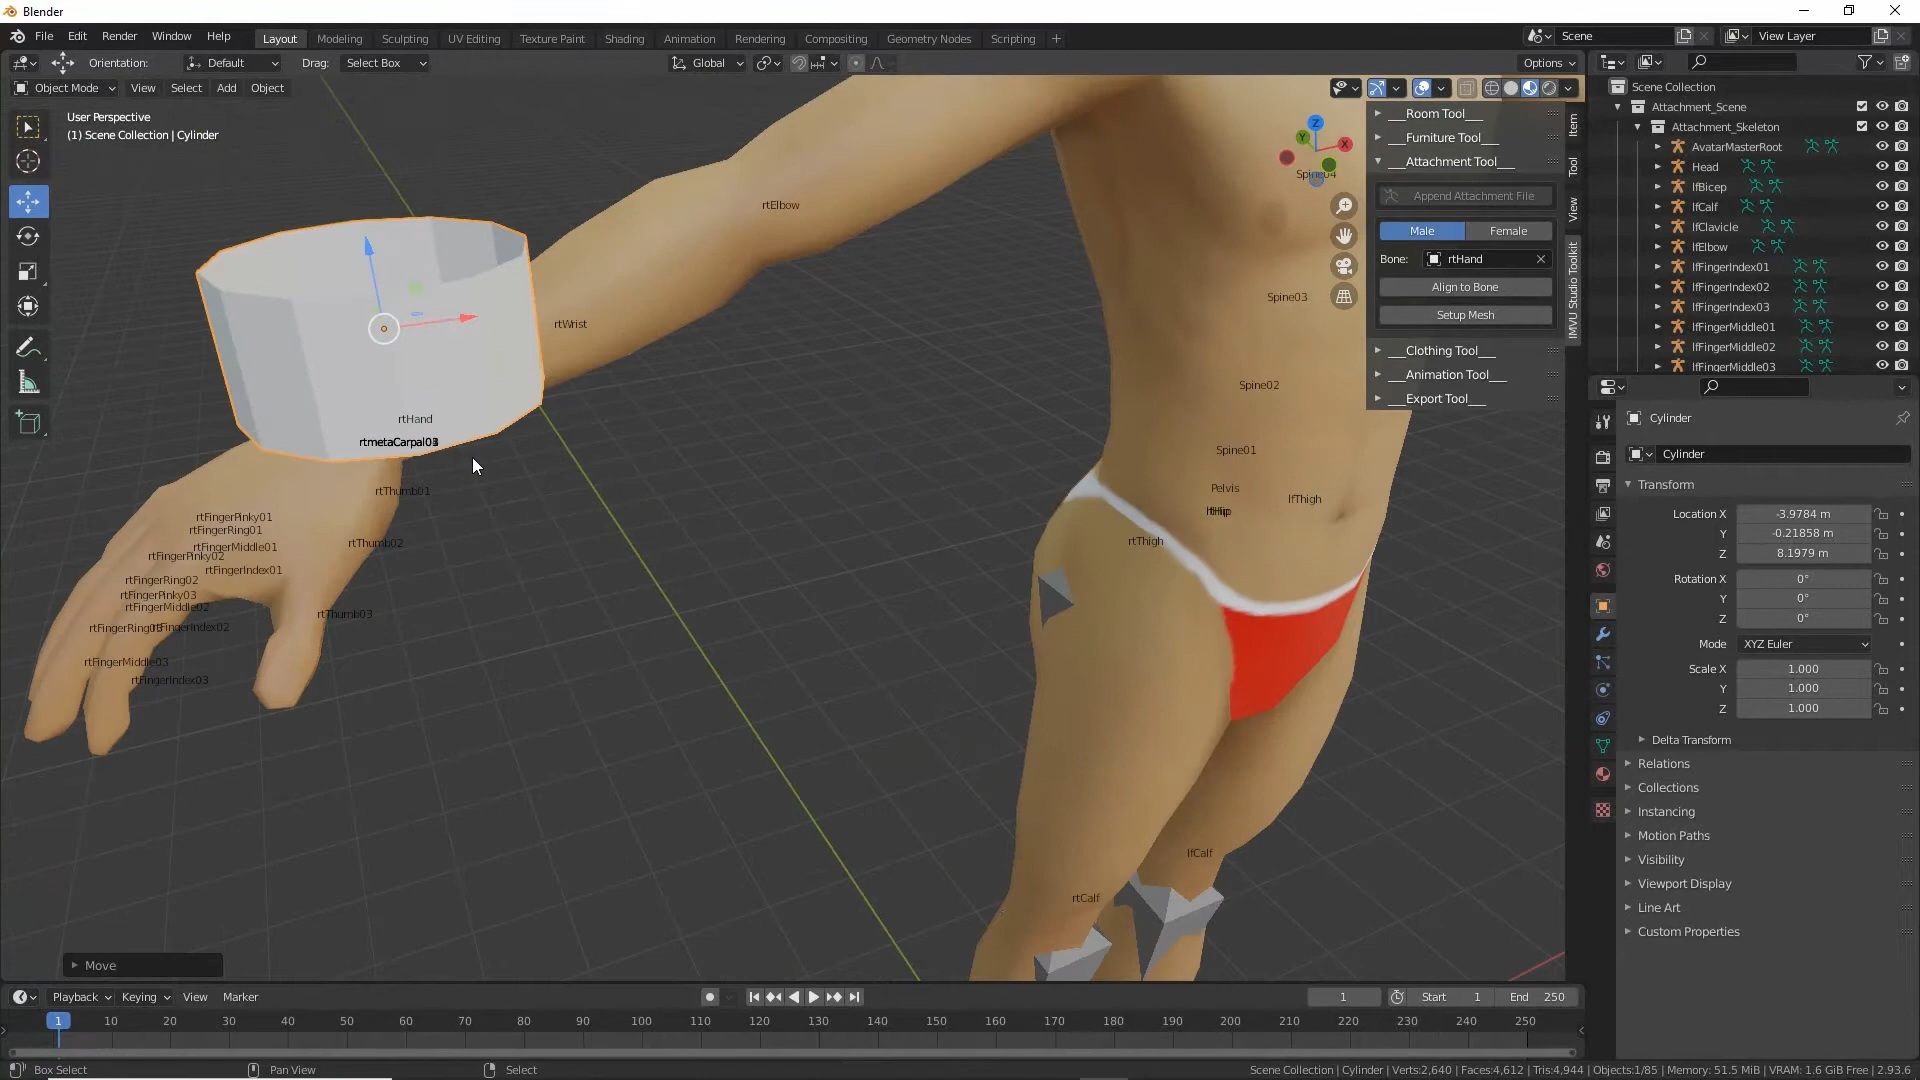 Blender
File Edit Render Window Help Layout Modeling Sculpting UV Editing Texture Paint Shading Animation Rendering Compositing Geometry Nodes Scripting + Scene View Layer
Orientation: Default Drag: Select Box Global Options
Object Mode View Select Add Object
User Perspective
(1) Scene Collection | Cylinder
Z
Y
X
Item
Tool
View
IMVU Studio Toolkit
___Room Tool___
___Furniture Tool___
___Attachment Tool___
Append Attachment File
Male Female
Bone: rtHand
Align to Bone
Setup Mesh
___Clothing Tool___
___Animation Tool___
___Export Tool___
Spine04
rtElbow
Spine03
rtWrist
Spine02
rtHand
Spine01
rtThumb01
Pelvis
lfThigh
rtFingerPinky01
rtFingerRing01
rtThigh
rtThumb02
rtFingerMiddle01
rtFingerPinky02
rtFingerIndex01
rtFingerRing02
rtFingerPinky03
rtFingerMiddle02
rtThumb03
rtFingerMiddle03
rtFingerIndex03
lfCalf
rtCalf
Move
Scene Collection
Attachment_Scene
Attachment_Skeleton
AvatarMasterRoot
Head
lfBicep
lfCalf
lfClavicle
lfElbow
lfFingerIndex01
lfFingerIndex02
lfFingerIndex03
lfFingerMiddle01
lfFingerMiddle02
lfFingerMiddle03
Cylinder
Cylinder
Transform
Location X -3.9784 m
Y -0.21858 m
Z 8.1979 m
Rotation X 0°
Y 0°
Z 0°
Mode XYZ Euler
Scale X 1.000
Y 1.000
Z 1.000
Delta Transform
Relations
Collections
Instancing
Motion Paths
Visibility
Viewport Display
Line Art
Custom Properties
Playback Keying View Marker 1 Start 1 End 250
1 10 20 30 40 50 60 70 80 90 100 110 120 130 140 150 160 170 180 190 200 210 220 230 240 250
Box Select Pan View Select Scene Collection | Cylinder | Verts:2,640 | Faces:4,612 | Tris:4,944 | Objects:1/85 | Memory: 51.5 MiB | VRAM: 1.6 GiB Free | 2.93.6